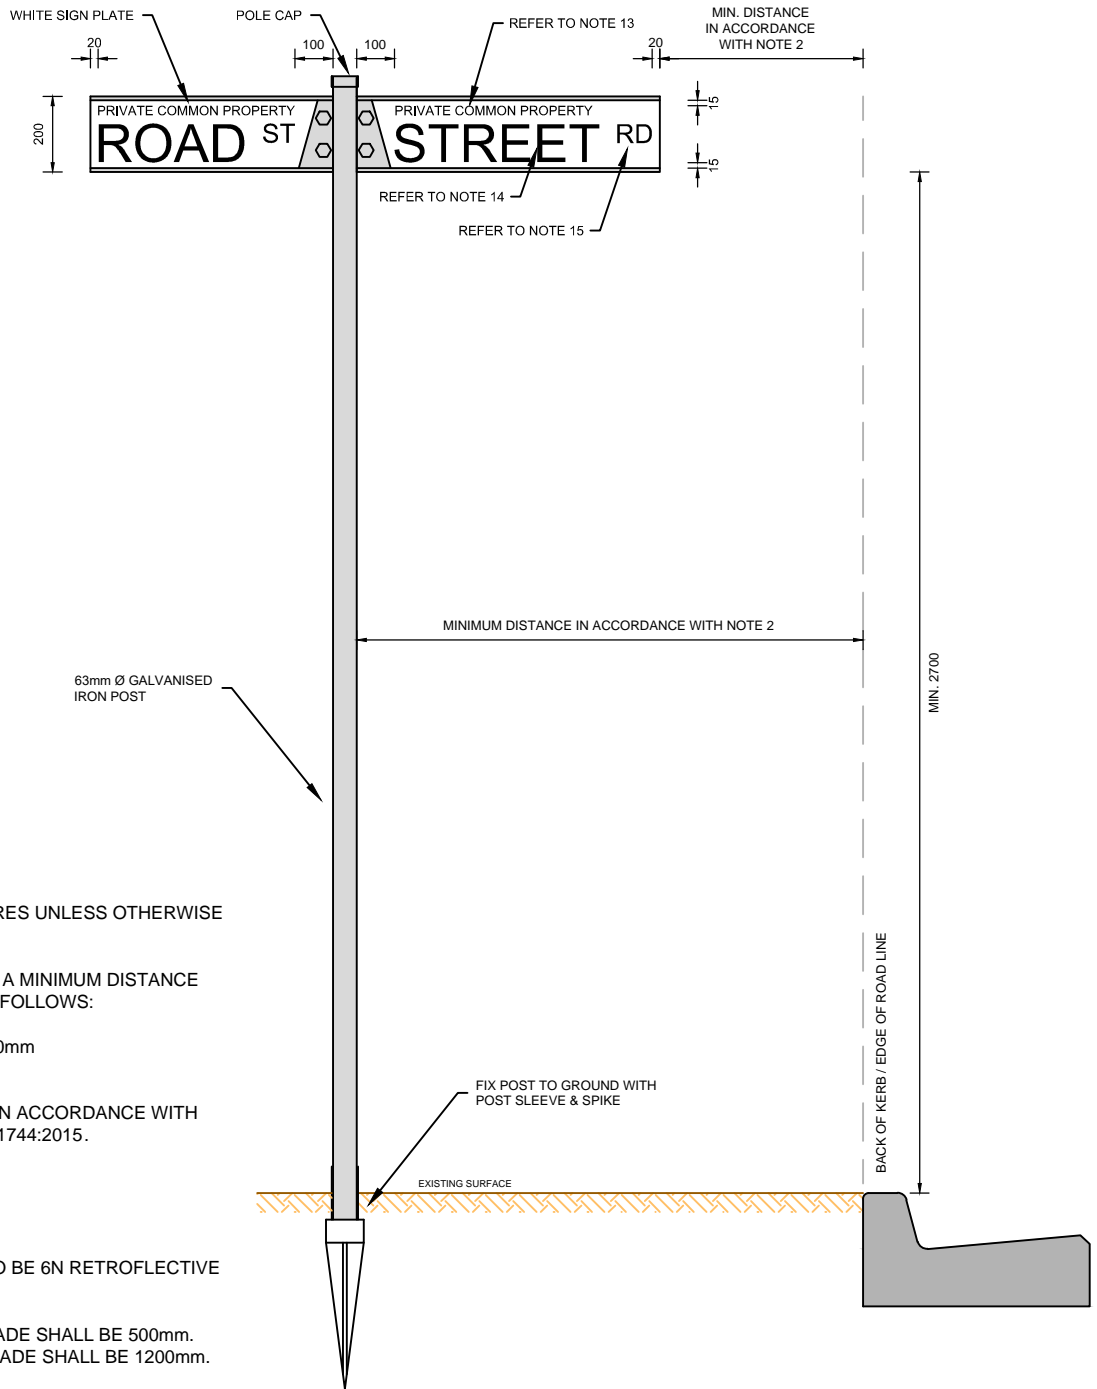 WHITE SIGN PLATE
POLE CAP
REFER TO NOTE 13
MIN. DISTANCE
IN ACCORDANCE
WITH NOTE 2
20
100
100
20
200
15
15
PRIVATE COMMON PROPERTY
ROAD ST
PRIVATE COMMON PROPERTY
STREET RD
REFER TO NOTE 14
REFER TO NOTE 15
MINIMUM DISTANCE IN ACCORDANCE WITH NOTE 2
63mm Ø GALVANISED
IRON POST
MIN. 2700
BACK OF KERB / EDGE OF ROAD LINE
FIX POST TO GROUND WITH
POST SLEEVE & SPIKE
EXISTING SURFACE
RES UNLESS OTHERWISE
A MINIMUM DISTANCE
FOLLOWS:
0mm
N ACCORDANCE WITH
1744:2015.
O BE 6N RETROFLECTIVE
ADE SHALL BE 500mm.
ADE SHALL BE 1200mm.